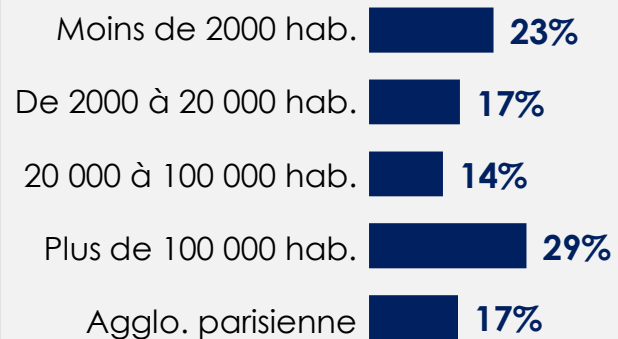 Moins de 2000 hab. 23%
De 2000 à 20 000 hab. 17%
20 000 à 100 000 hab. 14%
Plus de 100 000 hab. 29%
Agglo. parisienne 17%